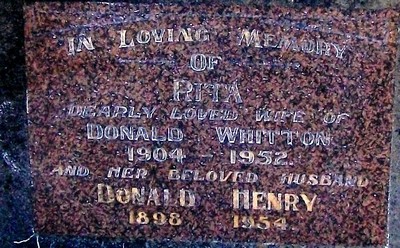 IN LOVING MEMORY
OF
RITA
DEARLY LOVED WIFE OF
DONALD WHITTON
1904 - 1952.
AND HER BELOVED HUSBAND
DONALD HENRY
1898 1954.